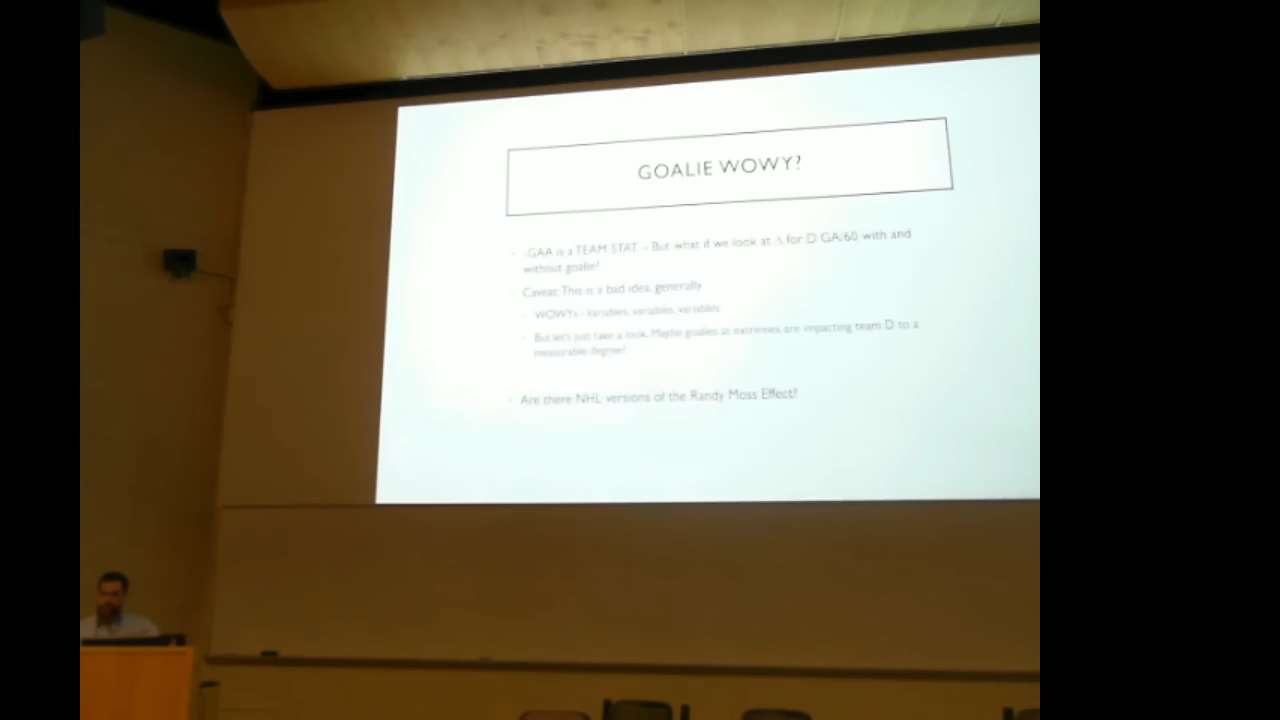 GOALIE WOWY?
- -GAA is a TEAM STAT – But what if we look at Δ for D GA/60 with and
without goalie?
- Caveat: This is a bad idea, generally
- WOWYs - Variables, variables, variables
- But let's just take a look. Maybe goalies at extremes are impacting team D to a
measurable degree?
- Are there NHL versions of the Randy Moss Effect?